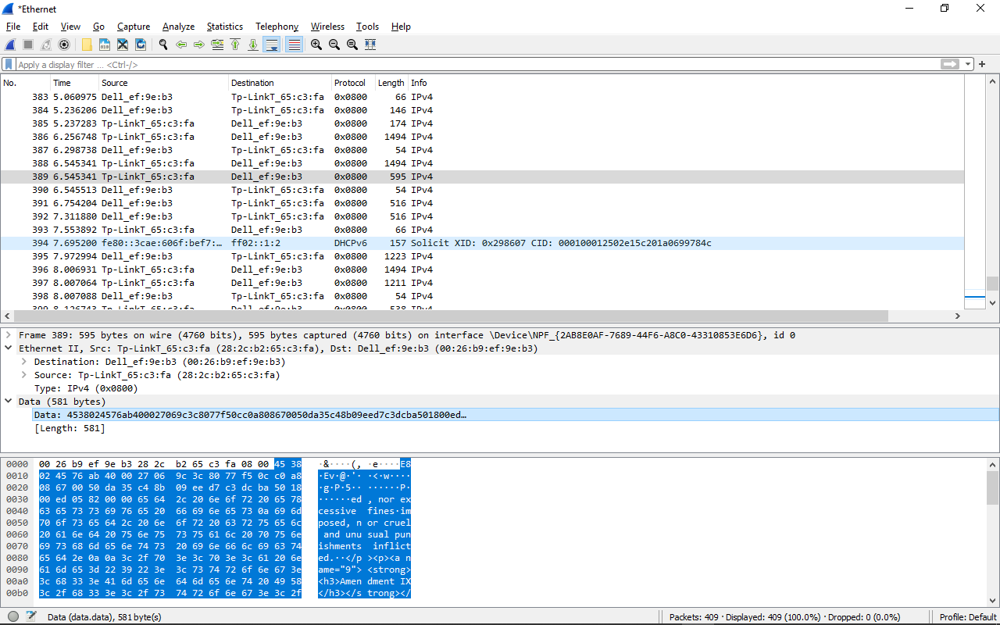 *Ethernet
File Edit View Go Capture Analyze Statistics Telephony Wireless Tools Help
Apply a display filter … <Ctrl-/>
No. Time Source Destination Protocol Length Info
383 5.060975 Dell_ef:9e:b3 Tp-LinkT_65:c3:fa 0x0800 66 IPv4
384 5.236206 Dell_ef:9e:b3 Tp-LinkT_65:c3:fa 0x0800 146 IPv4
385 5.237283 Tp-LinkT_65:c3:fa Dell_ef:9e:b3 0x0800 174 IPv4
386 6.256748 Tp-LinkT_65:c3:fa Dell_ef:9e:b3 0x0800 1494 IPv4
387 6.298738 Dell_ef:9e:b3 Tp-LinkT_65:c3:fa 0x0800 54 IPv4
388 6.545341 Tp-LinkT_65:c3:fa Dell_ef:9e:b3 0x0800 1494 IPv4
389 6.545341 Tp-LinkT_65:c3:fa Dell_ef:9e:b3 0x0800 595 IPv4
390 6.545513 Dell_ef:9e:b3 Tp-LinkT_65:c3:fa 0x0800 54 IPv4
391 6.754204 Dell_ef:9e:b3 Tp-LinkT_65:c3:fa 0x0800 516 IPv4
392 7.311880 Dell_ef:9e:b3 Tp-LinkT_65:c3:fa 0x0800 516 IPv4
393 7.553892 Tp-LinkT_65:c3:fa Dell_ef:9e:b3 0x0800 66 IPv4
394 7.695200 fe80::3cae:606f:bef7:… ff02::1:2 DHCPv6 157 Solicit XID: 0x298607 CID: 000100012502e15c201a0699784c
395 7.972994 Dell_ef:9e:b3 Tp-LinkT_65:c3:fa 0x0800 1223 IPv4
396 8.006931 Tp-LinkT_65:c3:fa Dell_ef:9e:b3 0x0800 1494 IPv4
397 8.007064 Tp-LinkT_65:c3:fa Dell_ef:9e:b3 0x0800 1211 IPv4
398 8.007088 Dell_ef:9e:b3 Tp-LinkT_65:c3:fa 0x0800 54 IPv4
399 8.126743 Tp-LinkT_65:c3:fa Dell_ef:9e:b3 0x0800 538 IPv4
Frame 389: 595 bytes on wire (4760 bits), 595 bytes captured (4760 bits) on interface \Device\NPF_{2AB8E0AF-7689-44F6-A8C0-43310853E6D6}, id 0
Ethernet II, Src: Tp-LinkT_65:c3:fa (28:2c:b2:65:c3:fa), Dst: Dell_ef:9e:b3 (00:26:b9:ef:9e:b3)
Destination: Dell_ef:9e:b3 (00:26:b9:ef:9e:b3)
Source: Tp-LinkT_65:c3:fa (28:2c:b2:65:c3:fa)
Type: IPv4 (0x0800)
Data (581 bytes)
Data: 4538024576ab400027069c3c8077f50cc0a808670050da35c48b09eed7c3dcba501800ed…
[Length: 581]
0000 00 26 b9 ef 9e b3 28 2c b2 65 c3 fa 08 00 45 38 ·&····(, ·e····E8
0010 02 45 76 ab 40 00 27 06 9c 3c 80 77 f5 0c c0 a8 ·Ev·@·'· ·<·w····
0020 08 67 00 50 da 35 c4 8b 09 ee d7 c3 dc ba 50 18 ·g·P·5·· ······P·
0030 00 ed 05 82 00 00 65 64 2c 20 6e 6f 72 20 65 78 ······ed , nor ex
0040 63 65 73 73 69 76 65 20 66 69 6e 65 73 0a 69 6d cessive fines·im
0050 70 6f 73 65 64 2c 20 6e 6f 72 20 63 72 75 65 6c posed, n or cruel
0060 20 61 6e 64 20 75 6e 75 73 75 61 6c 20 70 75 6e and unu sual pun
0070 69 73 68 6d 65 6e 74 73 20 69 6e 66 6c 69 63 74 ishments inflict
0080 65 64 2e 0a 0a 3c 2f 70 3e 3c 70 3e 3c 61 20 6e ed.··</p ><p><a n
0090 61 6d 65 3d 22 39 22 3e 3c 73 74 72 6f 6e 67 3e ame="9"> <strong>
00a0 3c 68 33 3e 41 6d 65 6e 64 6d 65 6e 74 20 49 58 <h3>Amen dment IX
00b0 3c 2f 68 33 3e 3c 2f 73 74 72 6f 6e 67 3e 3c 2f </h3></s trong></
Data (data.data), 581 byte(s) Packets: 409 · Displayed: 409 (100.0%) · Dropped: 0 (0.0%) Profile: Default